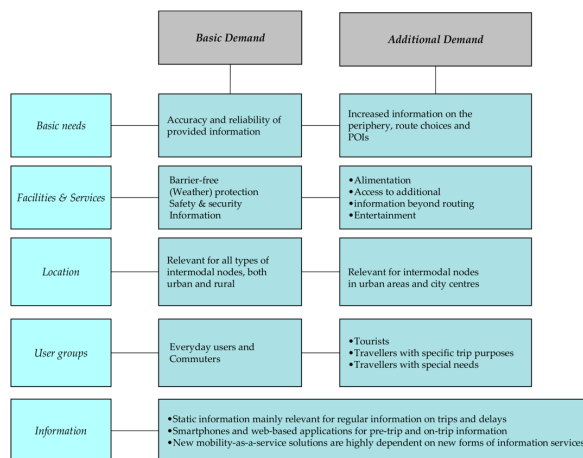 Basic Demand
Additional Demand
Basic needs
Accuracy and reliability of
provided information
Increased information on the
periphery, route choices and
POIs
Facilities & Services
Barrier-free
(Weather) protection
Safety & security
Information
•Alimentation
•Access to additional
•information beyond routing
•Entertainment
Location
Relevant for all types of
intermodal nodes, both
urban and rural
Relevant for intermodal nodes
in urban areas and city centres
User groups
Everyday users and
Commuters
•Tourists
•Travellers with specific trip purposes
•Travellers with special needs
Information
•Static information mainly relevant for regular information on trips and delays
•Smartphones and web-based applications for pre-trip and on-trip information
•New mobility-as-a-service solutions are highly dependent on new forms of information services